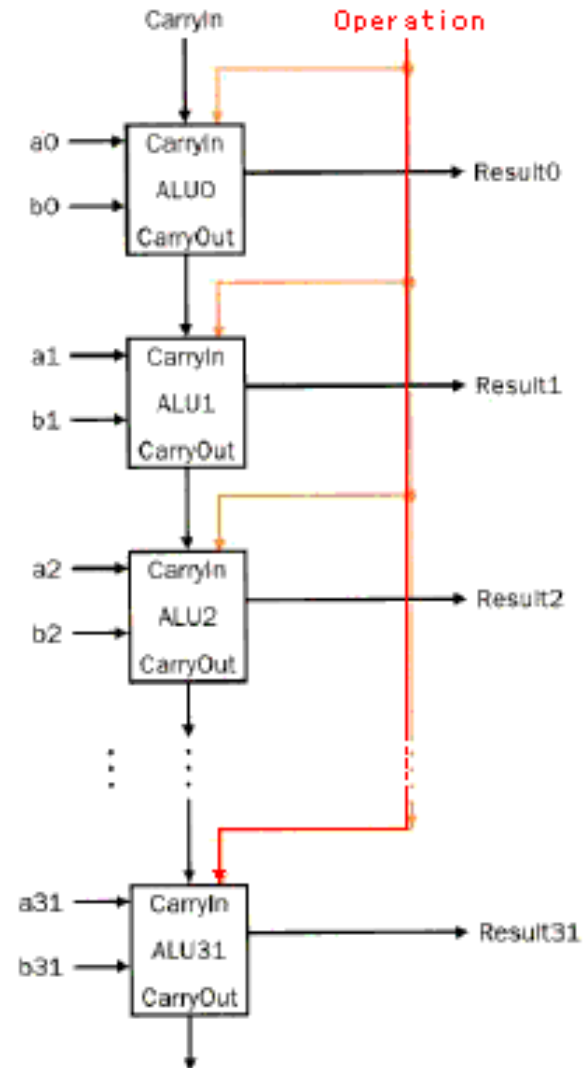 CarryIn
Operation
a0
b0
CarryIn
ALU0
CarryOut
Result0
a1
b1
CarryIn
ALU1
CarryOut
Result1
a2
b2
CarryIn
ALU2
CarryOut
Result2
a31
b31
CarryIn
ALU31
CarryOut
Result31